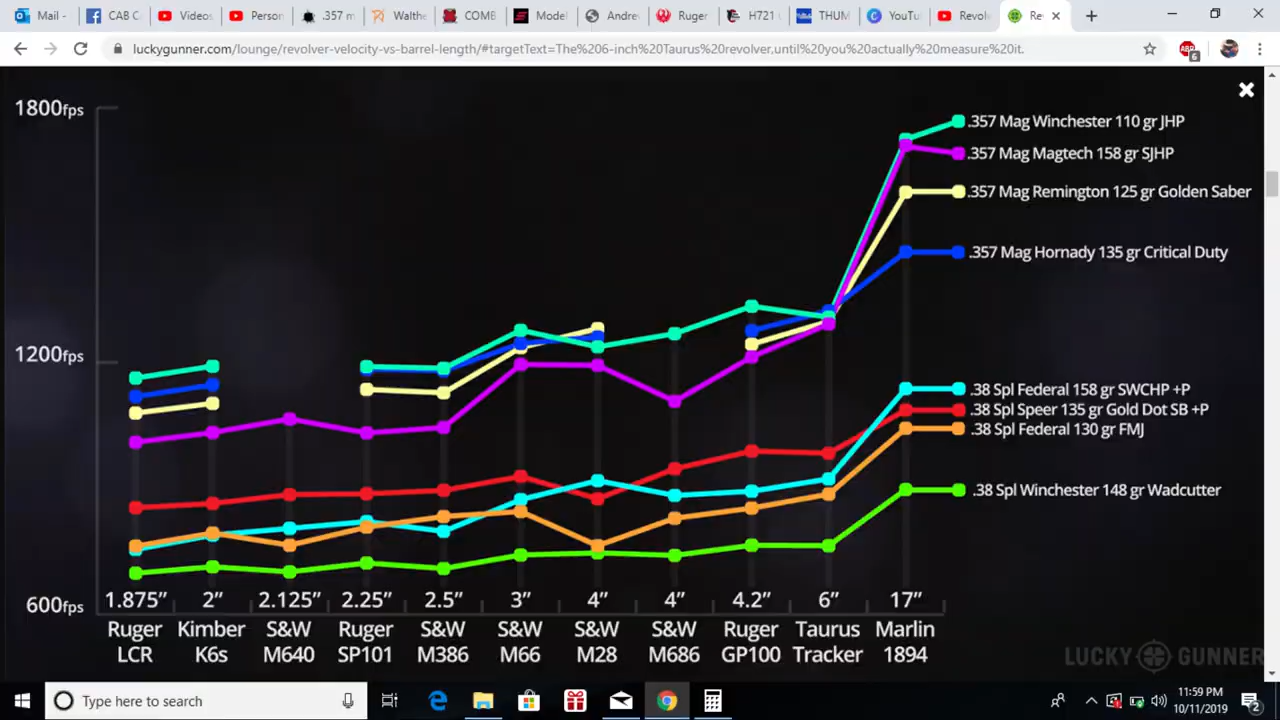 Mail -
CAB C
Videos
Person
.357 m
Walthe
COMB
Model
Andre
Ruger
H721 U
THUM
YouTu
Revolv
Re
luckygunner.com/lounge/revolver-velocity-vs-barrel-length/#targetText=The%206-inch%20Taurus%20revolver,until%20you%20actually%20measure%20it.
ABP
6
1800fps
.357 Mag Winchester 110 gr JHP
.357 Mag Magtech 158 gr SJHP
.357 Mag Remington 125 gr Golden Saber
.357 Mag Hornady 135 gr Critical Duty
1200fps
.38 Spl Federal 158 gr SWCHP +P
.38 Spl Speer 135 gr Gold Dot SB +P
.38 Spl Federal 130 gr FMJ
.38 Spl Winchester 148 gr Wadcutter
600fps
1.875” 2” 2.125” 2.25” 2.5” 3” 4” 4” 4.2” 6” 17”
Ruger Kimber S&W Ruger S&W S&W S&W S&W Ruger Taurus Marlin
LCR K6s M640 SP101 M386 M66 M28 M686 GP100 Tracker 1894
LUCKY GUNNER
Type here to search
11:59 PM
10/11/2019
2